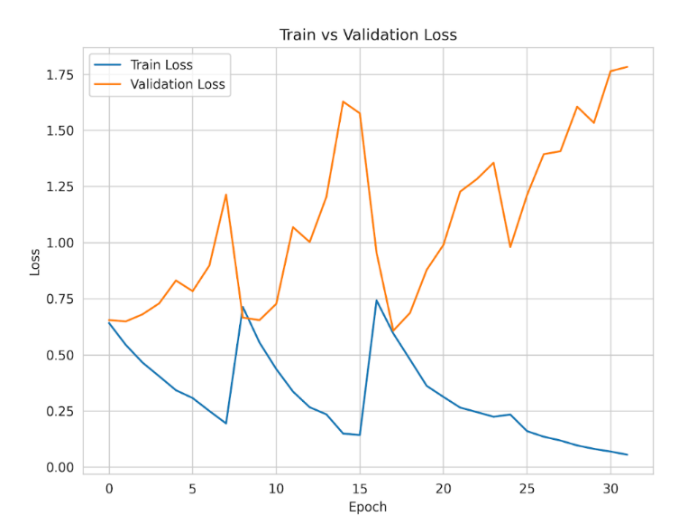 Train vs Validation Loss
Train Loss
Validation Loss
1.75
1.50
1.25
1.00
0.75
0.50
0.25
0.00
Loss
0 5 10 15 20 25 30
Epoch